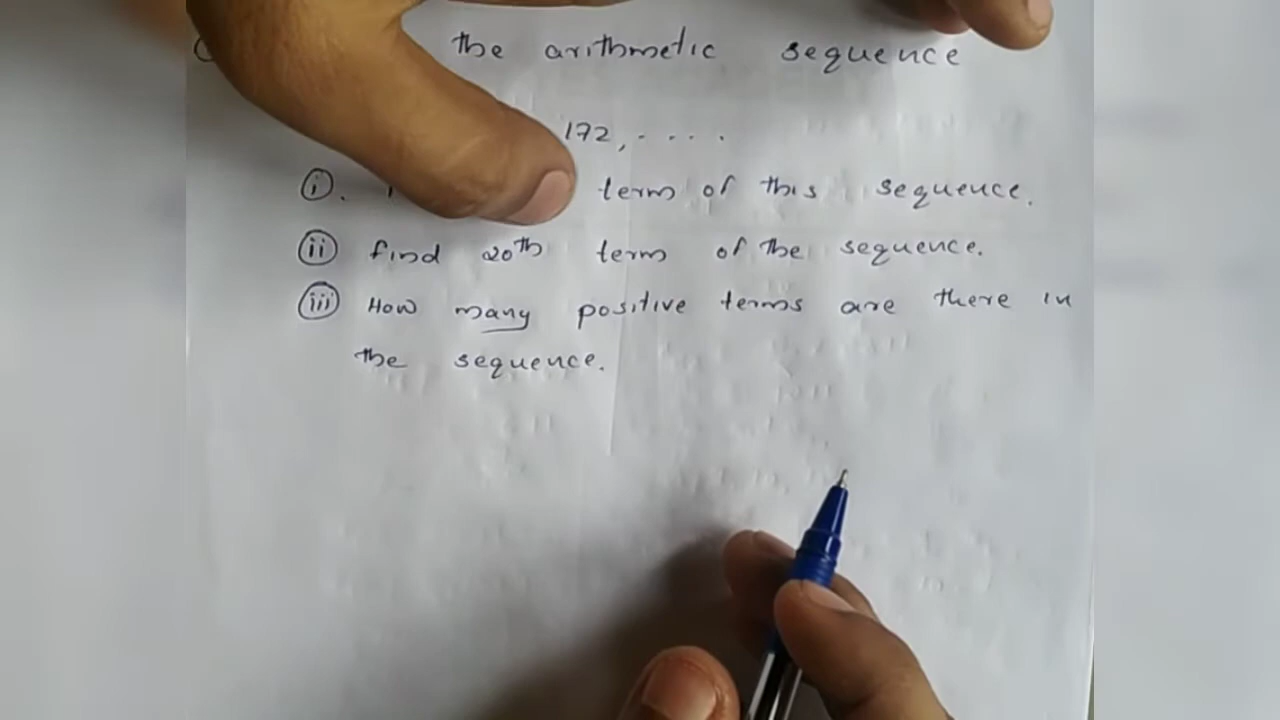 the arithmetic sequence
172, ....
(i). term of this sequence.
(ii) find 20th term of the sequence.
(iii) How many positive terms are there in
the sequence.